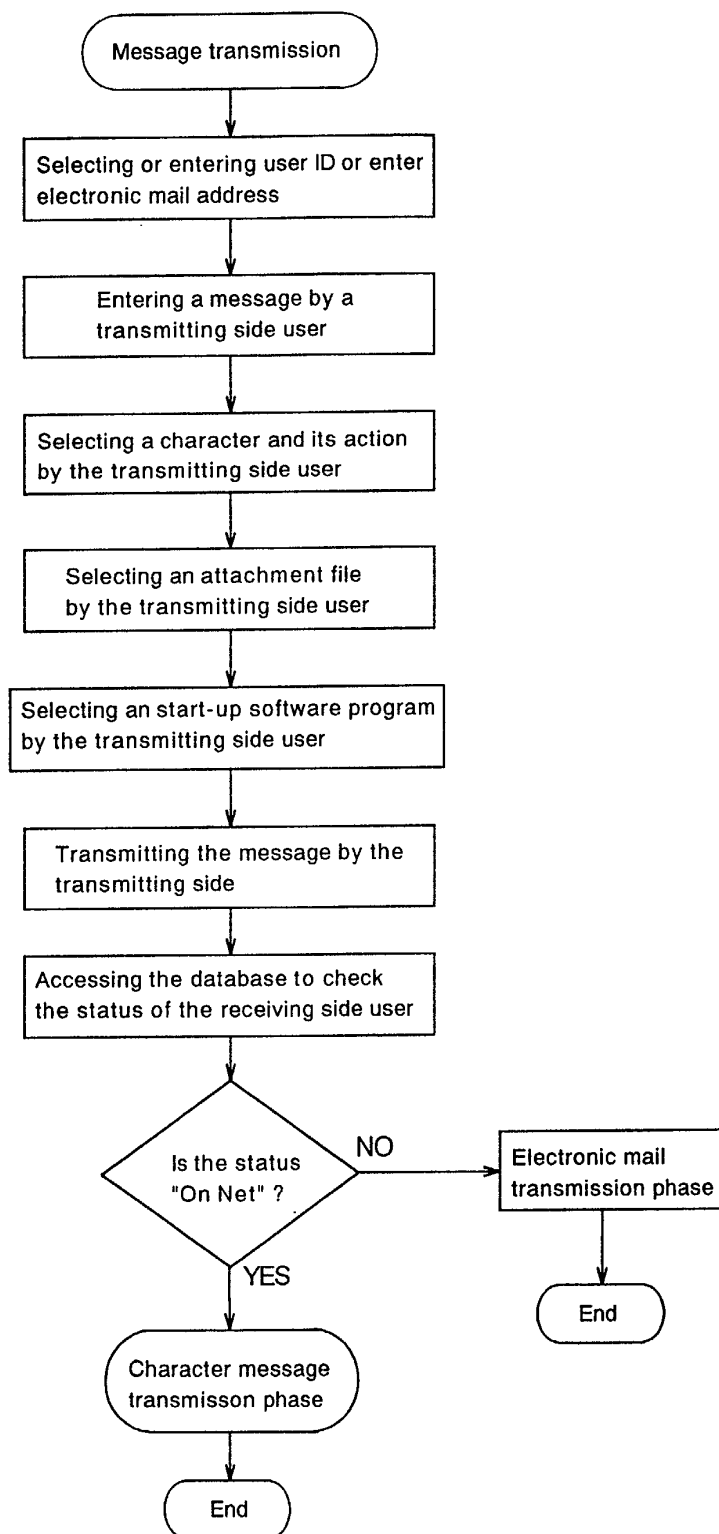 Message transmission
Selecting or entering user ID or enter
electronic mail address
Entering a message by a
transmitting side user
Selecting a character and its action
by the transmitting side user
Selecting an attachment file
by the transmitting side user
Selecting an start-up software program
by the transmitting side user
Transmitting the message by the
transmitting side
Accessing the database to check
the status of the receiving side user
Is the status
"On Net" ?
NO
Electronic mail
transmission phase
End
YES
Character message
transmisson phase
End